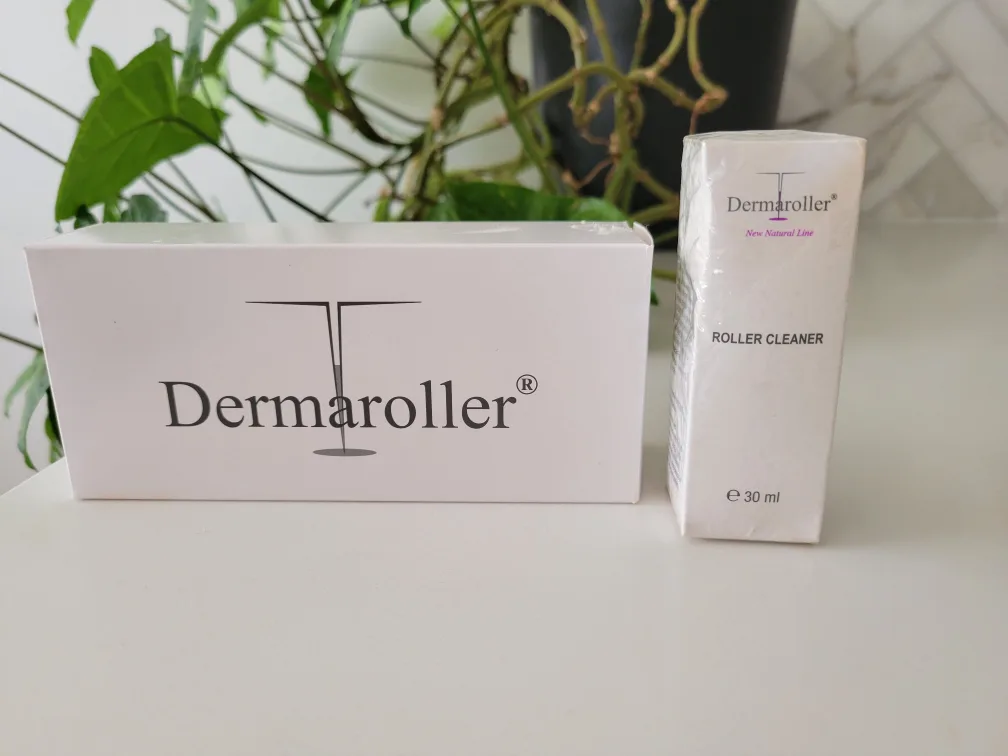 Dermaroller®
Dermaroller®
New Natural Line
ROLLER CLEANER
℮ 30 ml